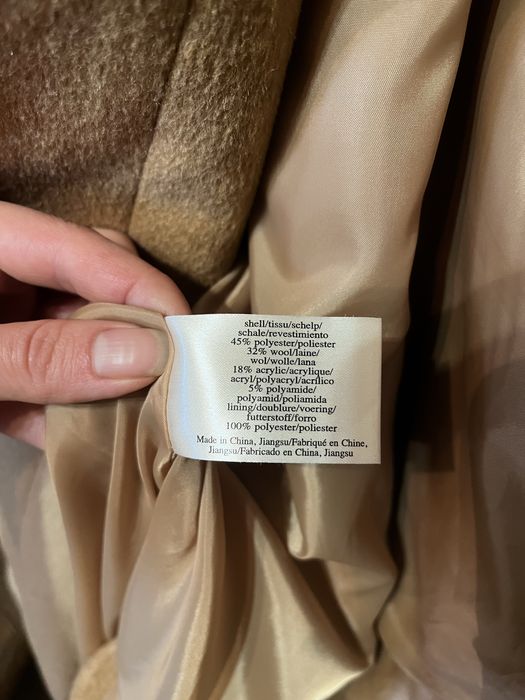 shell/tissu/schelp/
schale/revestimiento
45% polyester/poliester
32% wool/laine/
wol/wolle/lana
18% acrylic/acrylique/
acryl/polyacryl/acrílico
5% polyamide/
polyamid/poliamida
lining/doublure/voering/
futterstoff/forro
100% polyester/poliester
Made in China, Jiangsu/Fabriqué en Chine,
Jiangsu/Fabricado en China, Jiangsu